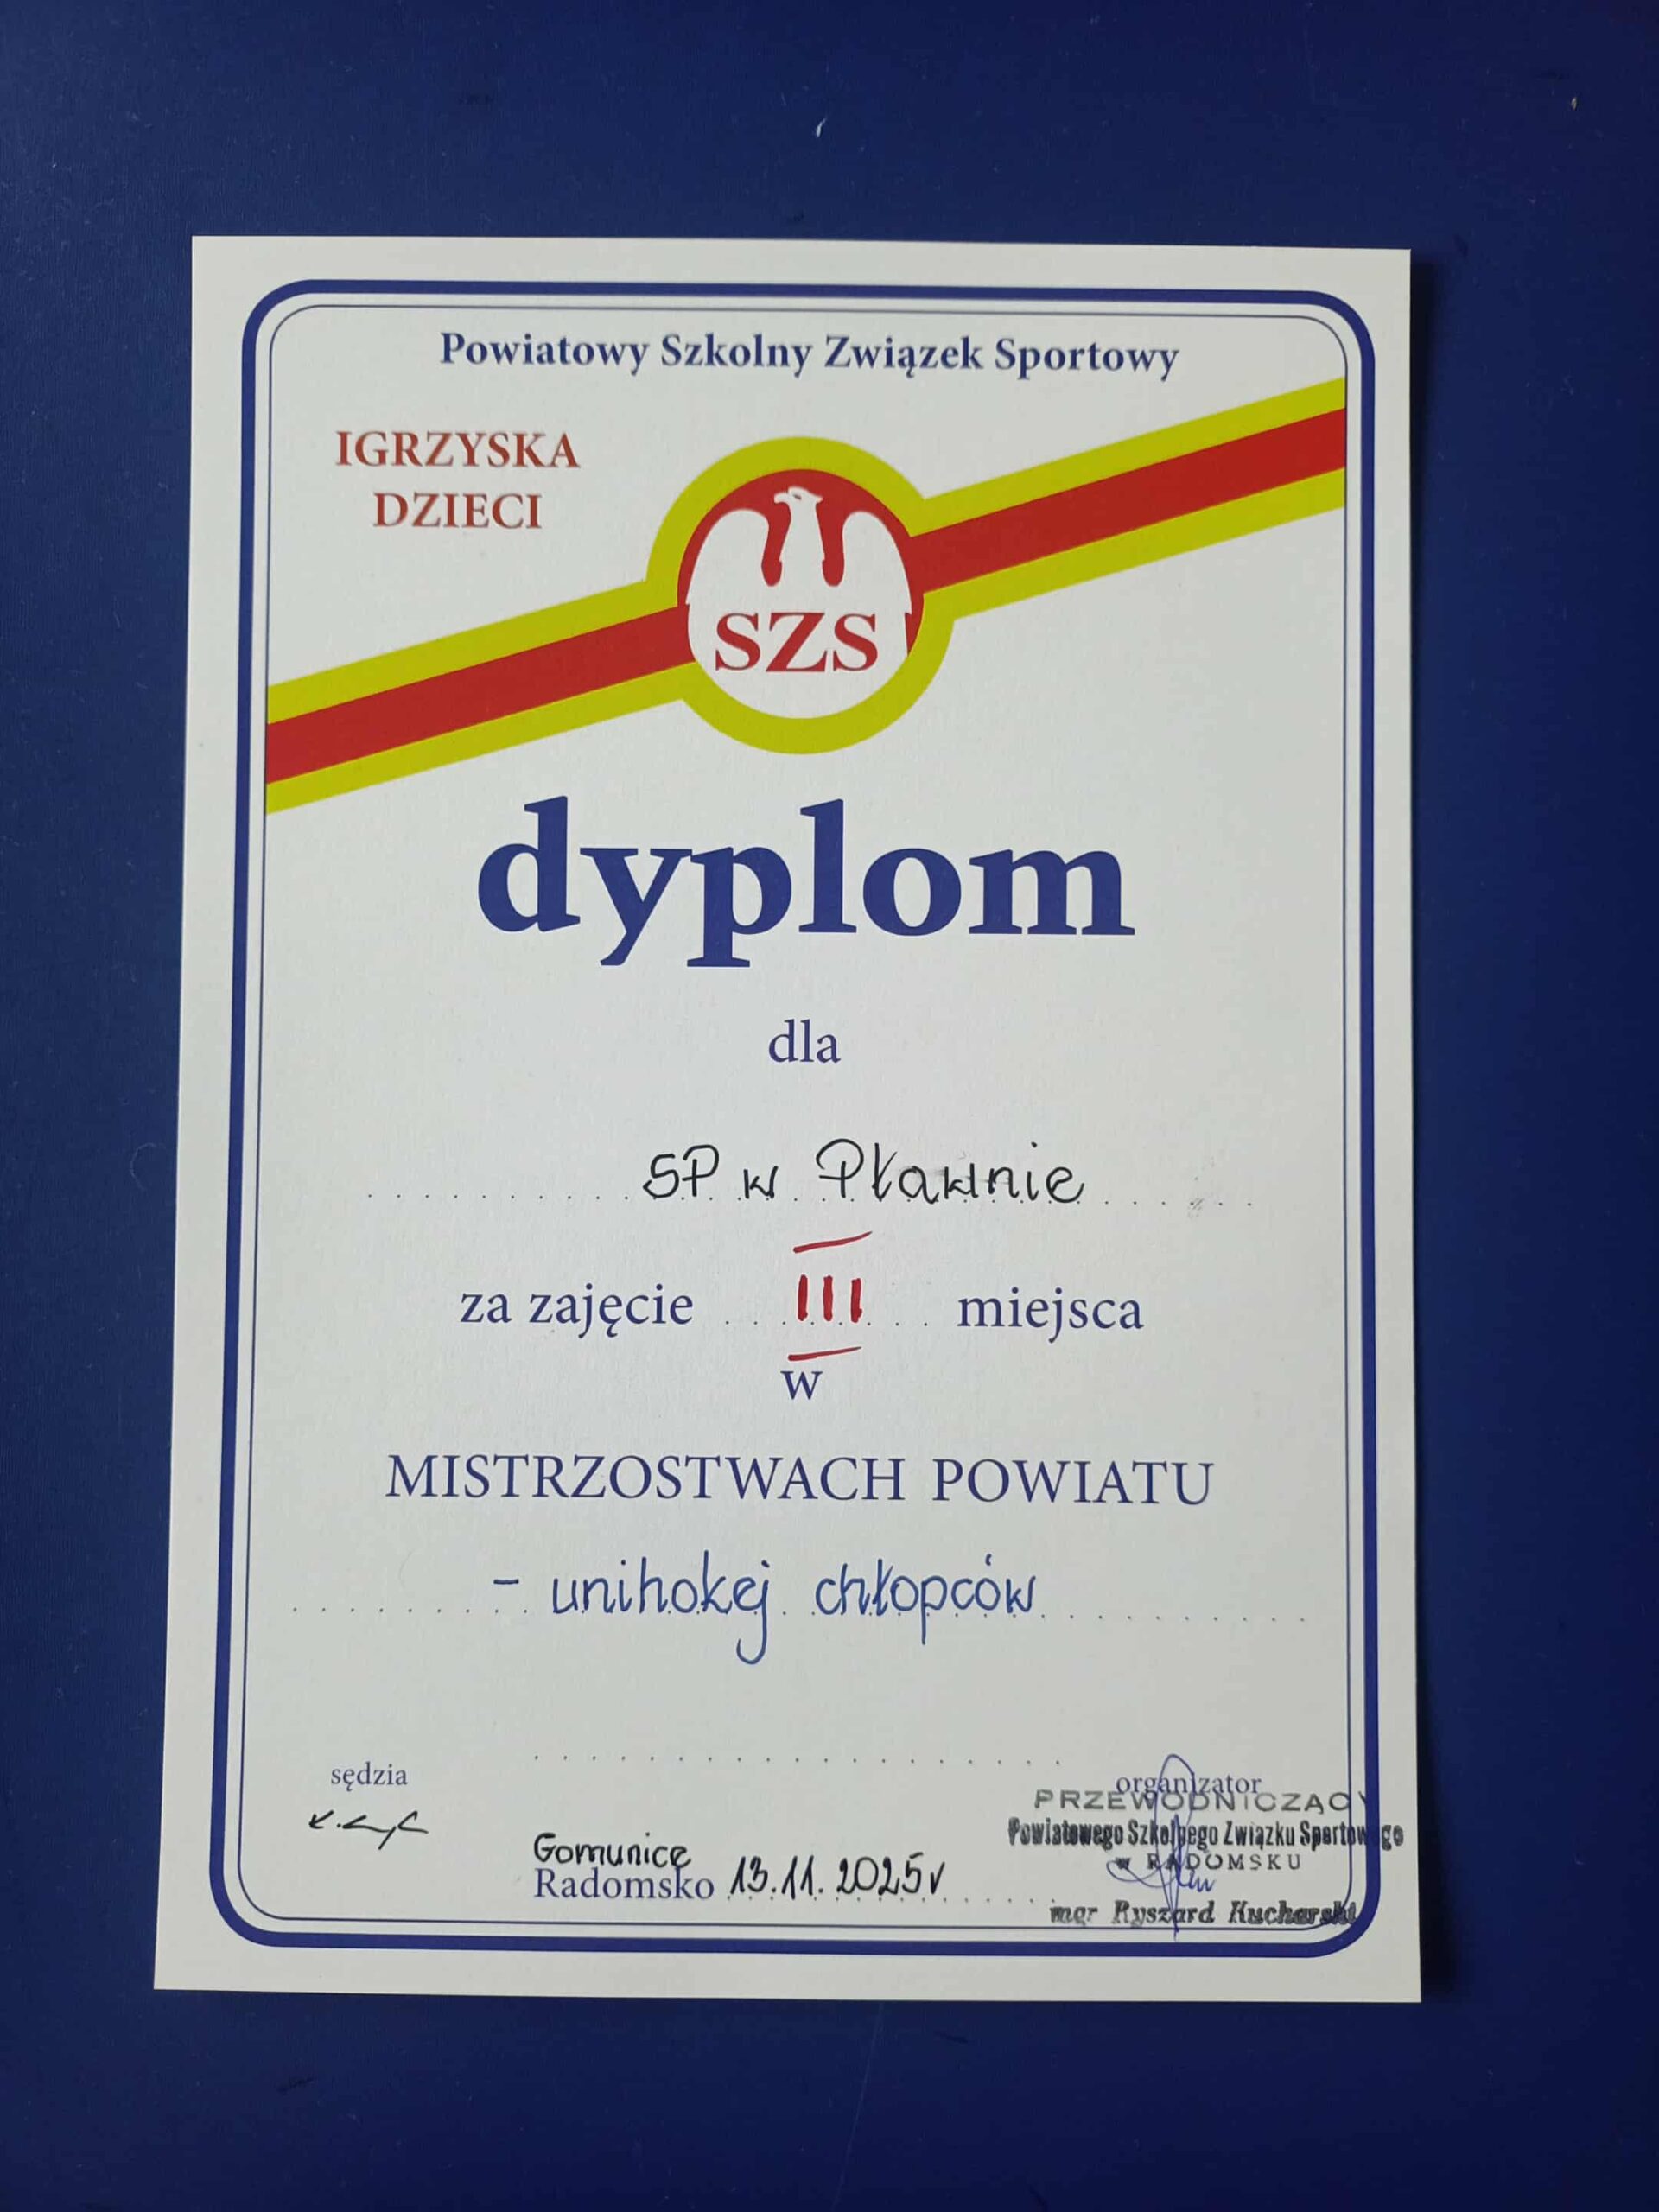 Powiatowy Szkolny Związek Sportowy
IGRZYSKA
DZIECI
SZS
dyplom
dla
SP w Pławnie
za zajęcie III miejsca
w
MISTRZOSTWACH POWIATU
- unihokej chłopców
sędzia
organizator
PRZEWODNICZĄCY
Powiatowego Szkolnego Związku Sportowego
w RADOMSKU
mgr Ryszard Kucharski
Gomunice
Radomsko 13.11.2025r